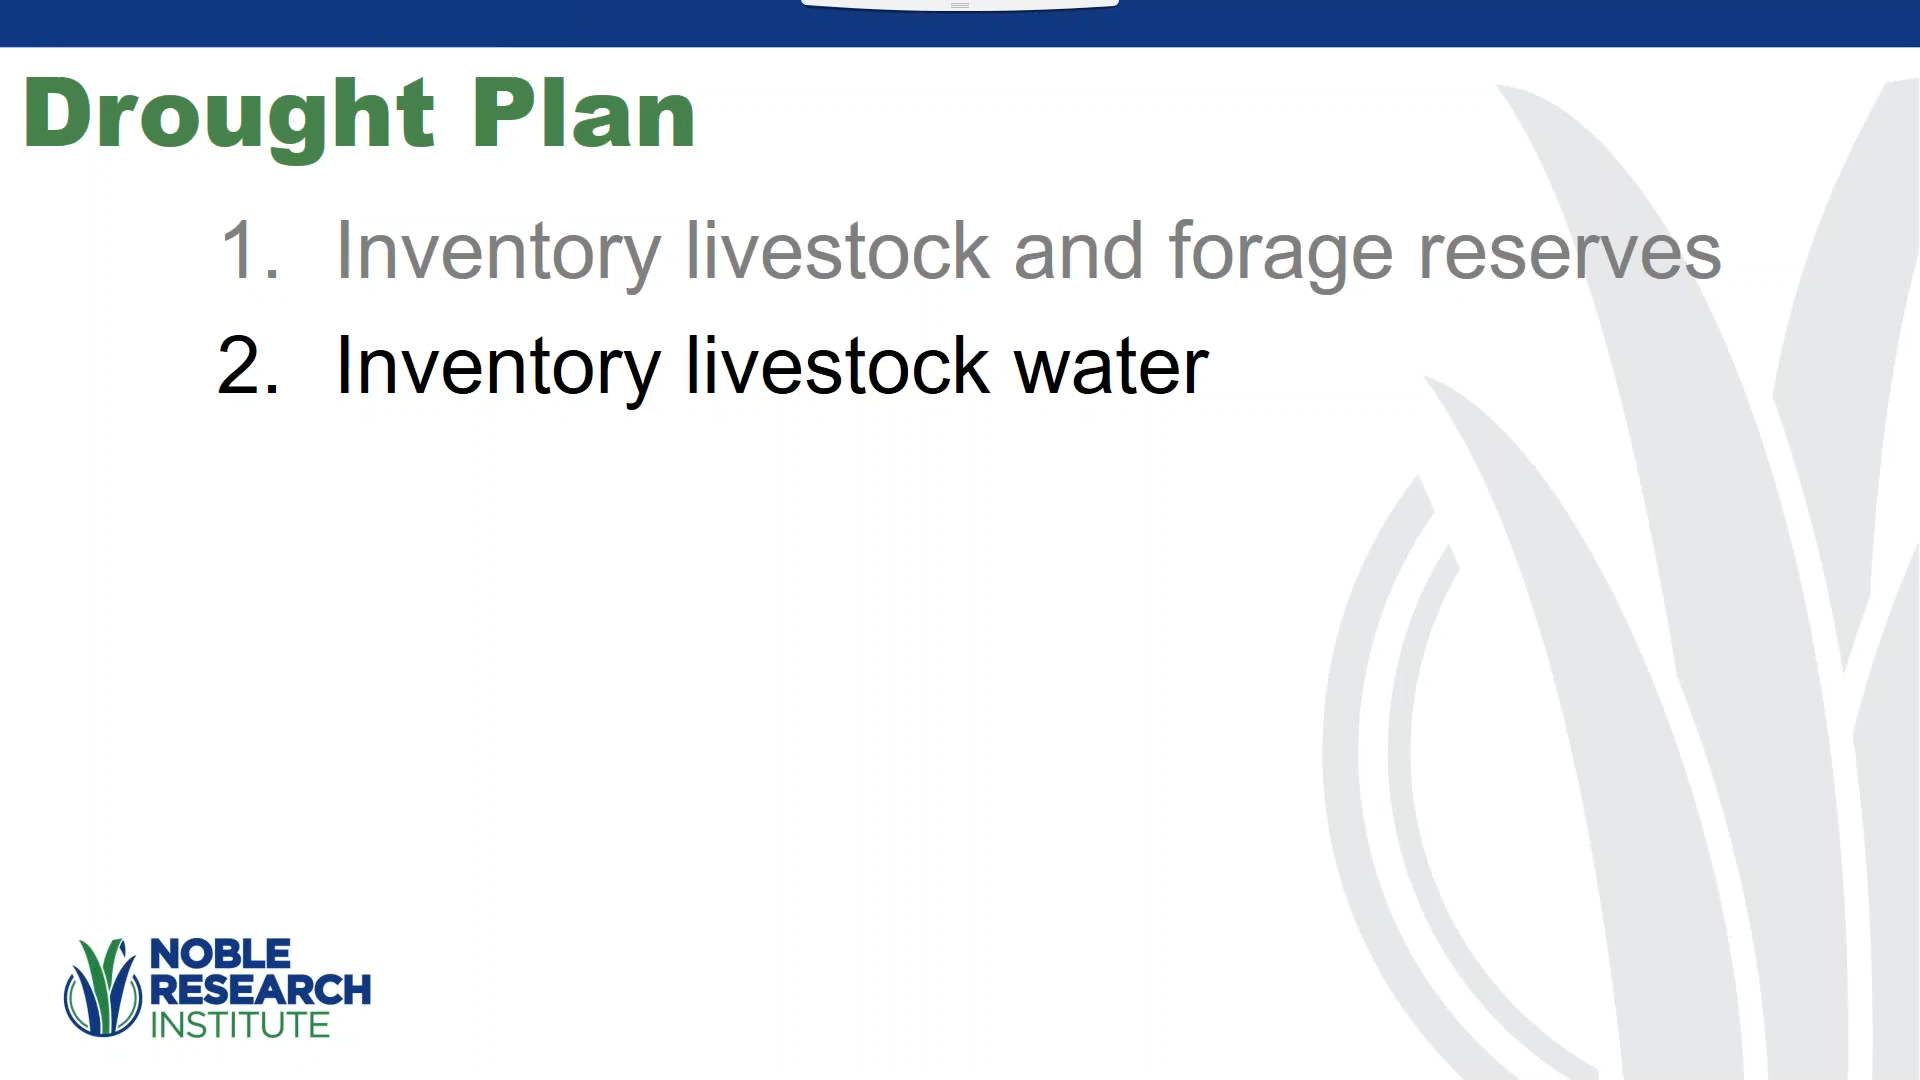 Drought Plan
1. Inventory livestock and forage reserves
2. Inventory livestock water
NOBLE
RESEARCH
INSTITUTE